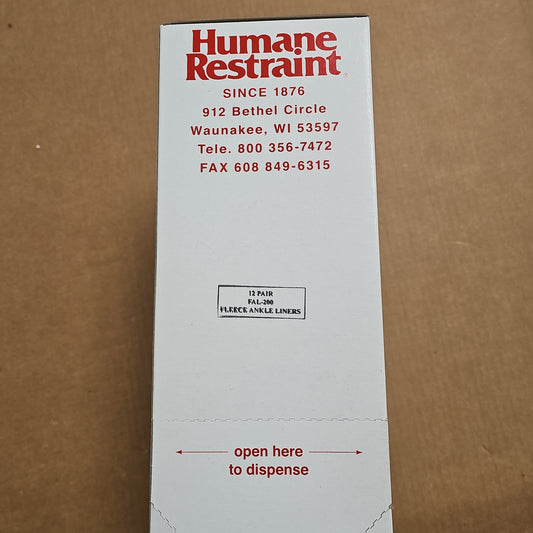 Humane
Restraint®
SINCE 1876
912 Bethel Circle
Waunakee, WI 53597
Tele. 800 356-7472
FAX 608 849-6315
12 PAIR
FAL-200
FLEECE ANKLE LINERS
open here
to dispense